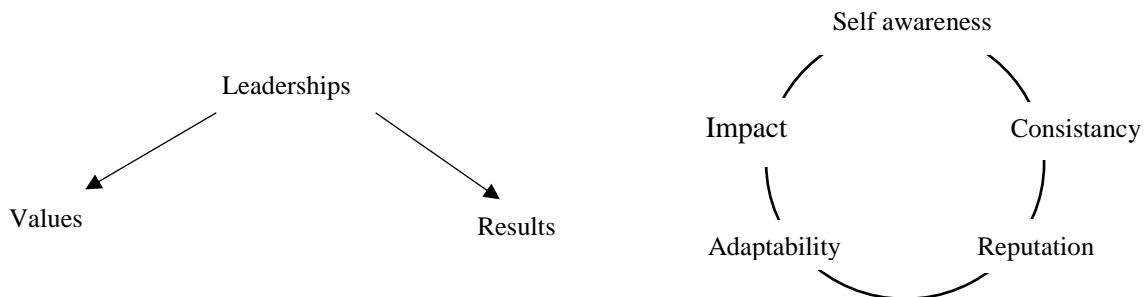 Leaderships
Values
Results
Self awareness
Impact
Consistancy
Adaptability
Reputation